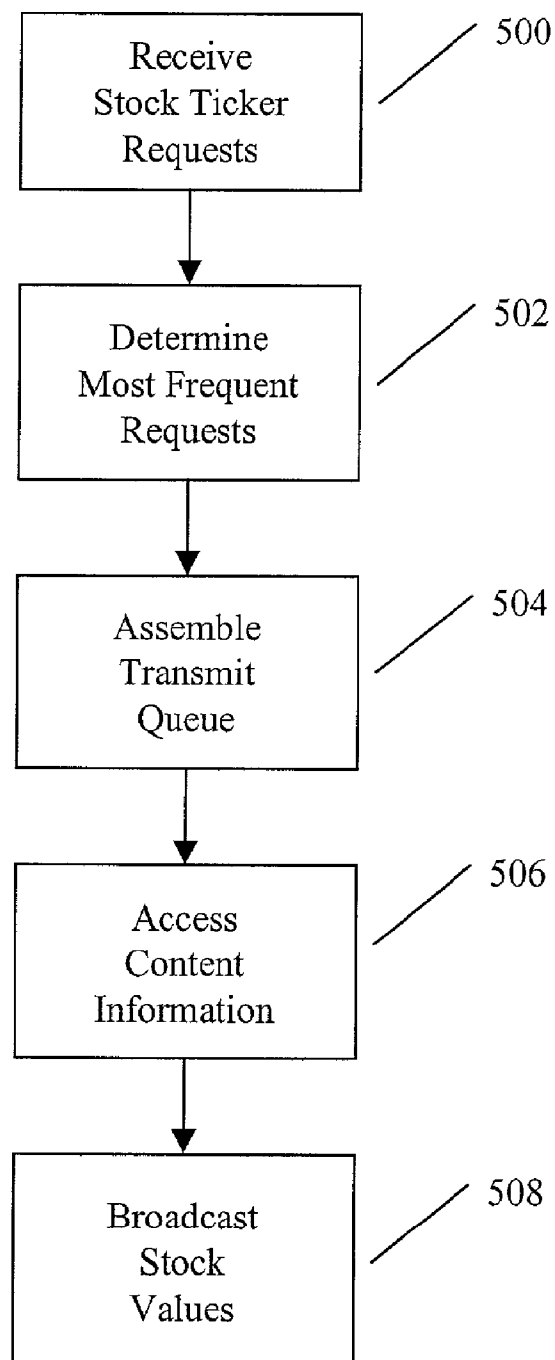 Receive
Stock Ticker
Requests
500
Determine
Most Frequent
Requests
502
Assemble
Transmit
Queue
504
Access
Content
Information
506
Broadcast
Stock
Values
508